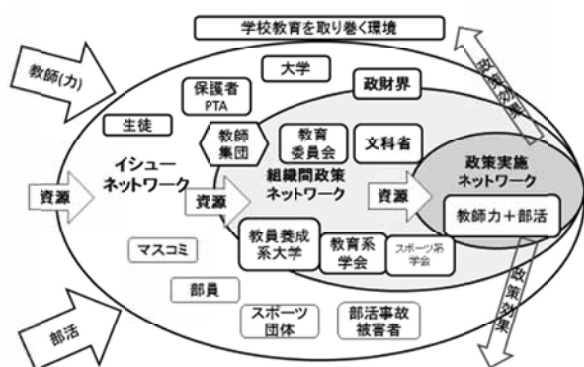 学校教育を取り巻く環境
教師(力)
大学
政策効果
保護者
PTA
政財界
生徒
教師
集団
教育
委員会
文科省
イシュー
ネットワーク
組織間政策
ネットワーク
政策実施
ネットワーク
資源
資源
資源
教師力+部活
マスコミ
教員養成
系大学
教育系
学会
スポーツ系
学会
部員
スポーツ
団体
部活事故
被害者
部活
政策効果